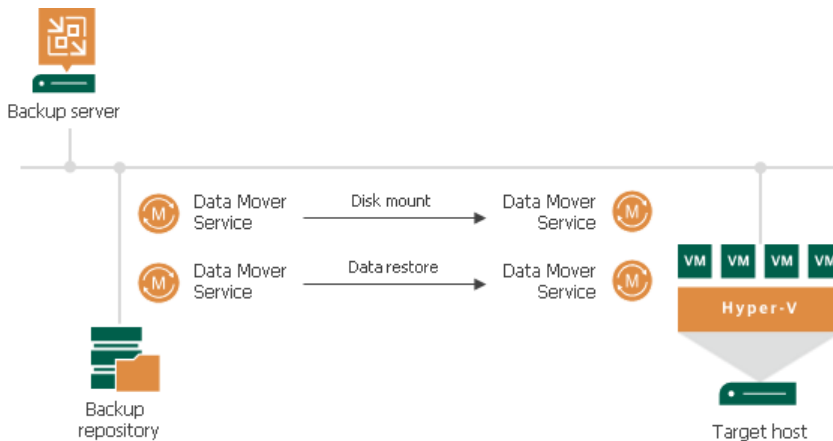 Backup server
M
Data Mover
Service
Disk mount
Data Mover
Service
M
M
Data Mover
Service
Data restore
Data Mover
Service
M
VM
VM
VM
VM
Hyper-V
Backup
repository
Target host